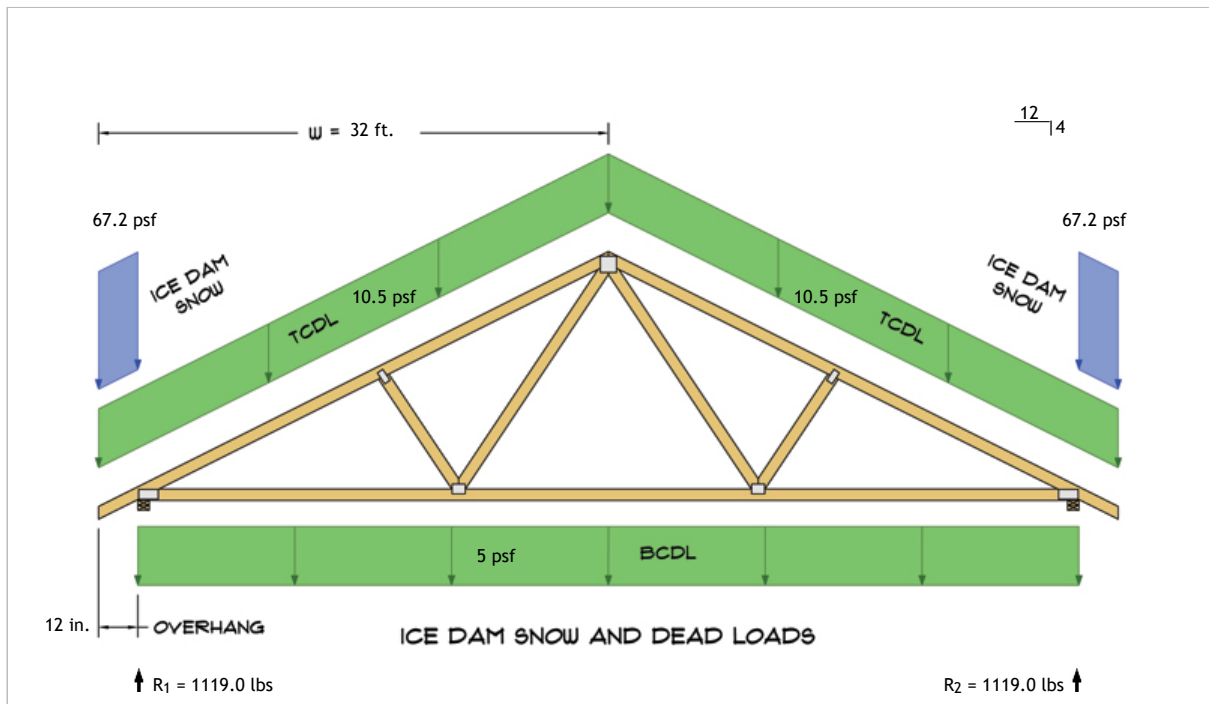 W = 32 ft.
12
4
67.2 psf
67.2 psf
ICE DAM
SNOW
ICE DAM
SNOW
10.5 psf
10.5 psf
TCDL
TCDL
5 psf
BCDL
12 in.
OVERHANG
ICE DAM SNOW AND DEAD LOADS
R1 = 1119.0 lbs
R2 = 1119.0 lbs